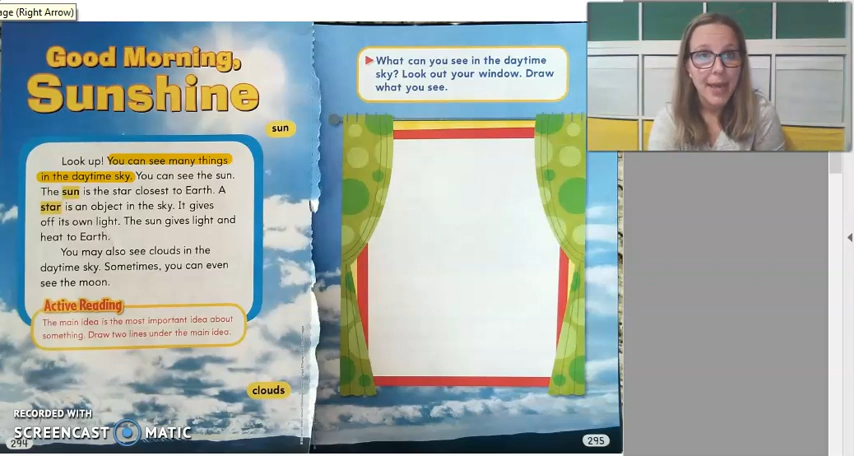 age (Right Arrow)
Good Morning,
Sunshine
sun
Look up! You can see many things
in the daytime sky. You can see the sun.
The sun is the star closest to Earth. A
star is an object in the sky. It gives
off its own light. The sun gives light and
heat to Earth.
You may also see clouds in the
daytime sky. Sometimes, you can even
see the moon.
Active Reading
The main idea is the most important idea about
something. Draw two lines under the main idea.
clouds
RECORDED WITH
SCREENCAST MATIC
294
What can you see in the daytime
sky? Look out your window. Draw
what you see.
295